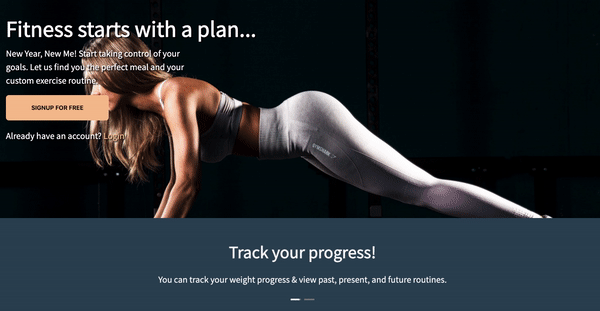 Fitness starts with a plan...
New Year, New Me! Start taking control of your
goals. Let us find you the perfect meal and your
custom exercise routine.
SIGNUP FOR FREE
Already have an account? Login!
Track your progress!
You can track your weight progress & view past, present, and future routines.